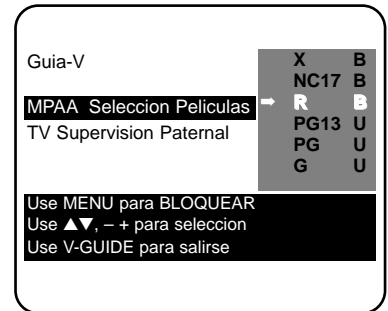 Guia-V
MPAA Seleccion Peliculas
TV Supervision Paternal
X B
NC17 B
➡ R B
PG13 U
PG U
G U
Use MENU para BLOQUEAR
Use ▲▼, – + para seleccion
Use V-GUIDE para salirse